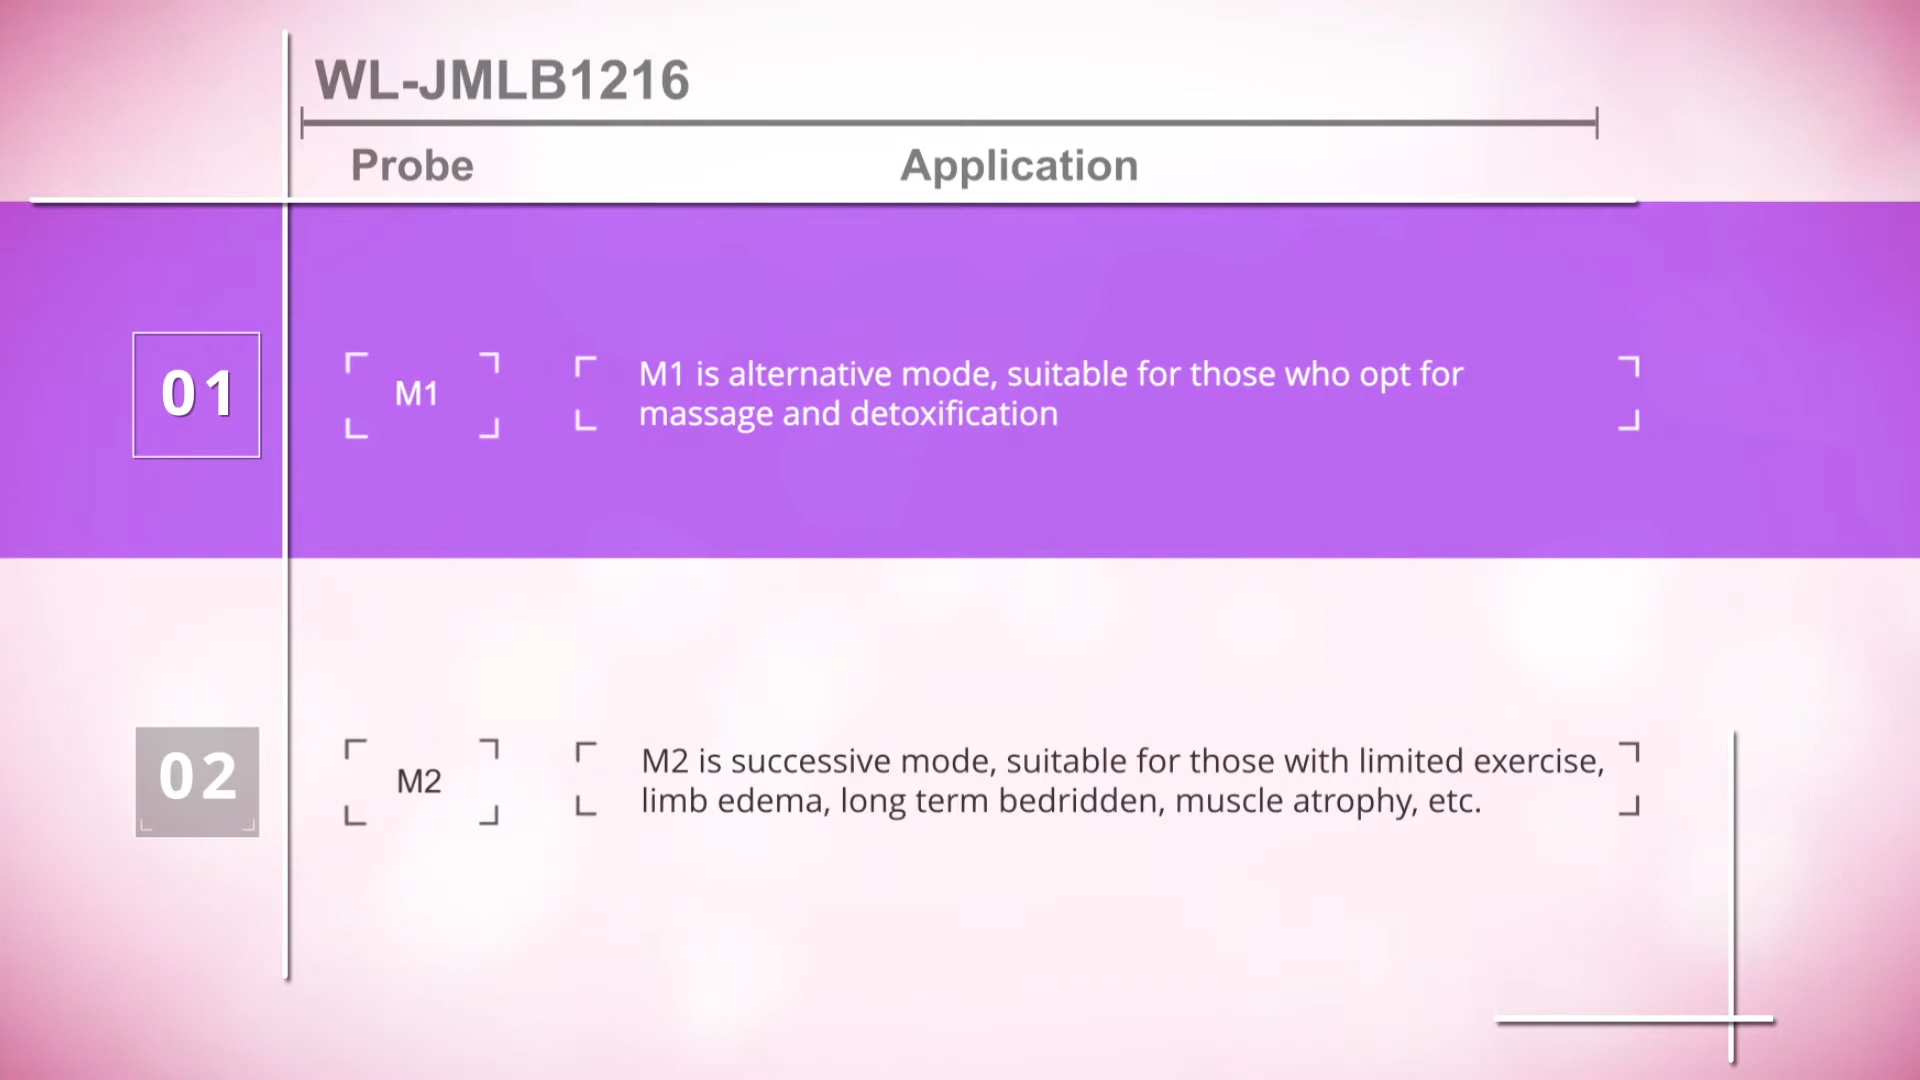 WL-JMLB1216
Probe Application
01 M1 M1 is alternative mode, suitable for those who opt for
massage and detoxification
02 M2 M2 is successive mode, suitable for those with limited exercise,
limb edema, long term bedridden, muscle atrophy, etc.